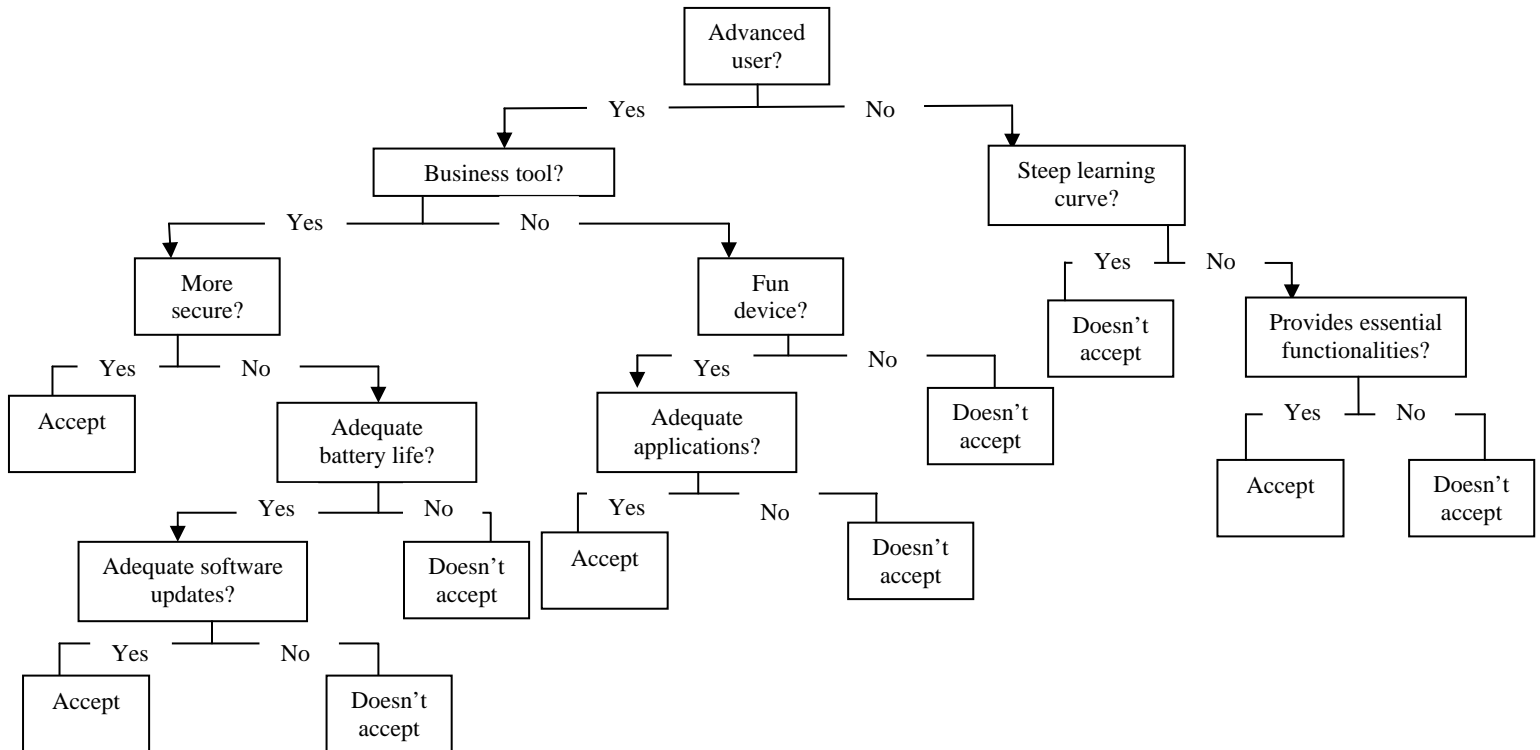 Advanced
user?
Yes
No
Business tool?
Steep learning
curve?
Yes
No
Yes
No
More
secure?
Fun
device?
Doesn't
accept
Provides essential
functionalities?
Yes
No
Yes
No
Accept
Adequate
battery life?
Adequate
applications?
Doesn't
accept
Yes
No
Accept
Doesn't
accept
Yes
No
Yes
No
Adequate software
updates?
Doesn't
accept
Accept
Doesn't
accept
Yes
No
Accept
Doesn't
accept